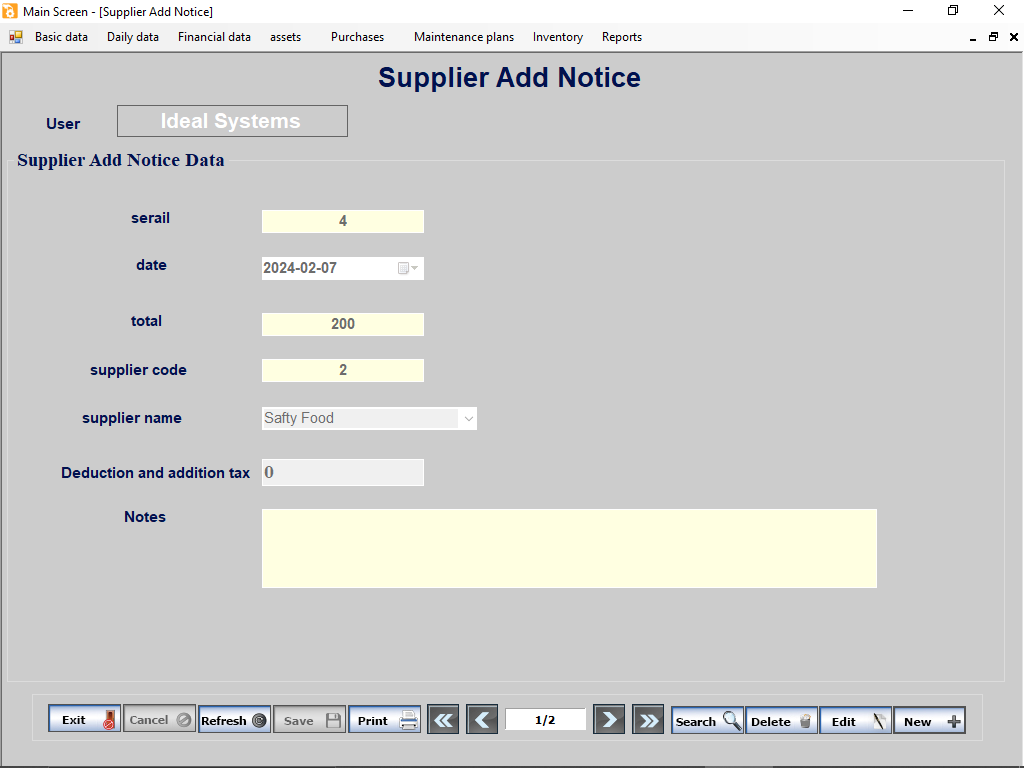 Main Screen - [Supplier Add Notice]
Basic data Daily data Financial data assets Purchases Maintenance plans Inventory Reports
Supplier Add Notice
User Ideal Systems
Supplier Add Notice Data
serail 4
date 2024-02-07
total 200
supplier code 2
supplier name Safty Food
Deduction and addition tax 0
Notes
Exit Cancel Refresh Save Print 1/2 Search Delete Edit New